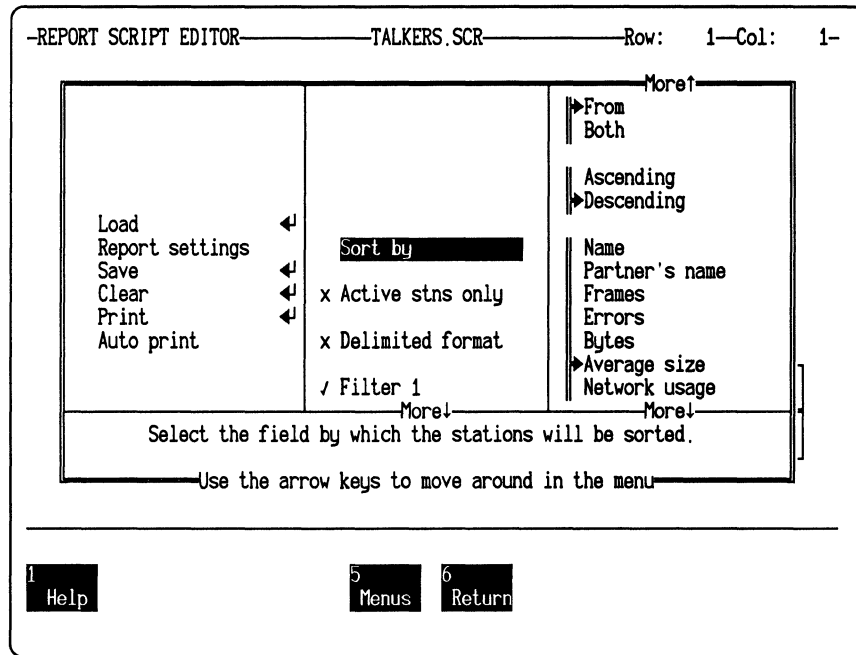 REPORT SCRIPT EDITOR TALKERS.SCR Row: 1 Col: 1
More↑
From
Both
Ascending
Descending
Load
Report settings
Save
Clear
Print
Auto print
Sort by
x Active stns only
x Delimited format
√ Filter 1
More↓
Name
Partner's name
Frames
Errors
Bytes
Average size
Network usage
More↓
Select the field by which the stations will be sorted.
Use the arrow keys to move around in the menu
1 Help
5 Menus
6 Return